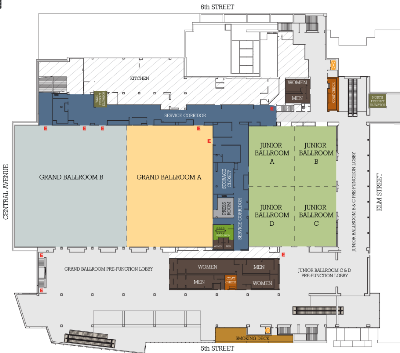 6th STREET
KITCHEN
WOMEN
MEN
SERVICE CORRIDOR
CENTRAL AVENUE
GRAND BALLROOM B
GRAND BALLROOM A
JUNIOR
BALLROOM
A
JUNIOR
BALLROOM
B
JUNIOR
BALLROOM
D
JUNIOR
BALLROOM
C
SERVICE CORRIDOR
JUNIOR BALLROOM B & C PRE-FUNCTION LOBBY
ELM STREET
GRAND BALLROOM PRE-FUNCTION LOBBY
WOMEN
MEN
MEN
WOMEN
JUNIOR BALLROOM C & D
PRE-FUNCTION LOBBY
SMOKING DECK
5th STREET